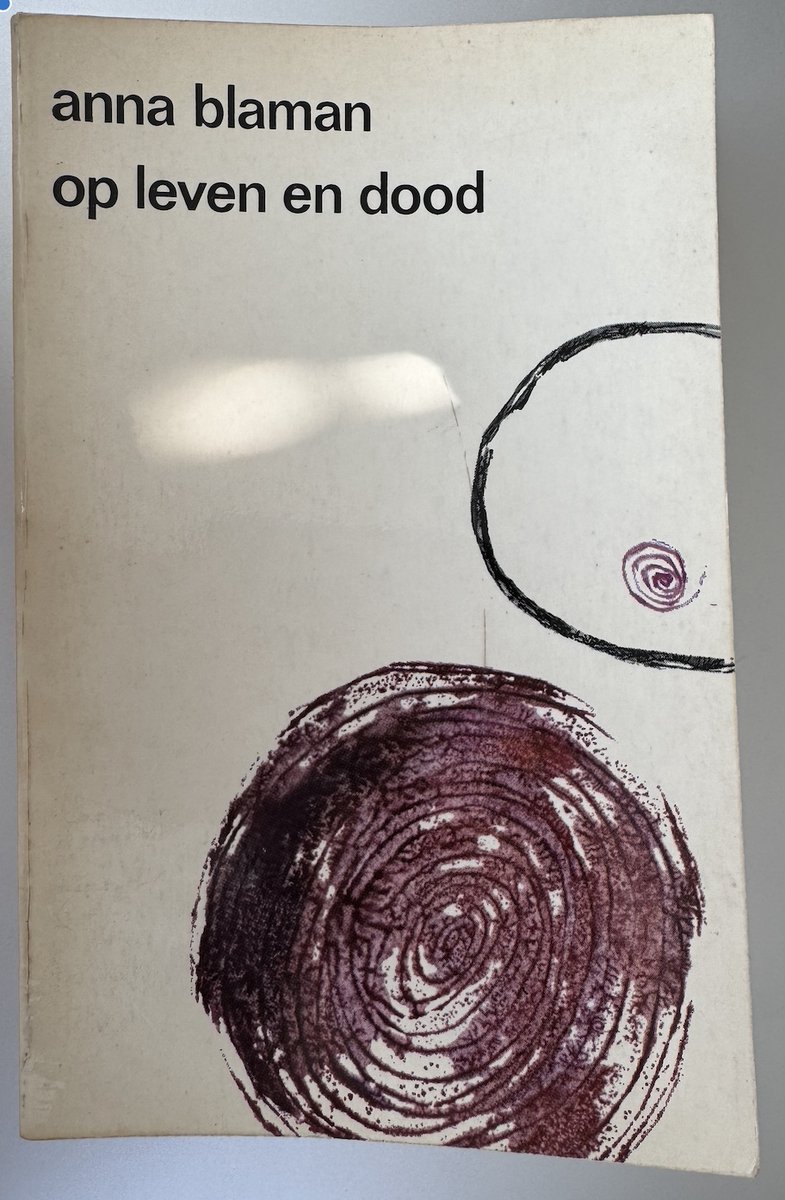 anna blaman
op leven en dood